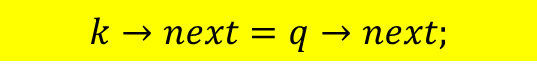 k → next = q → next;